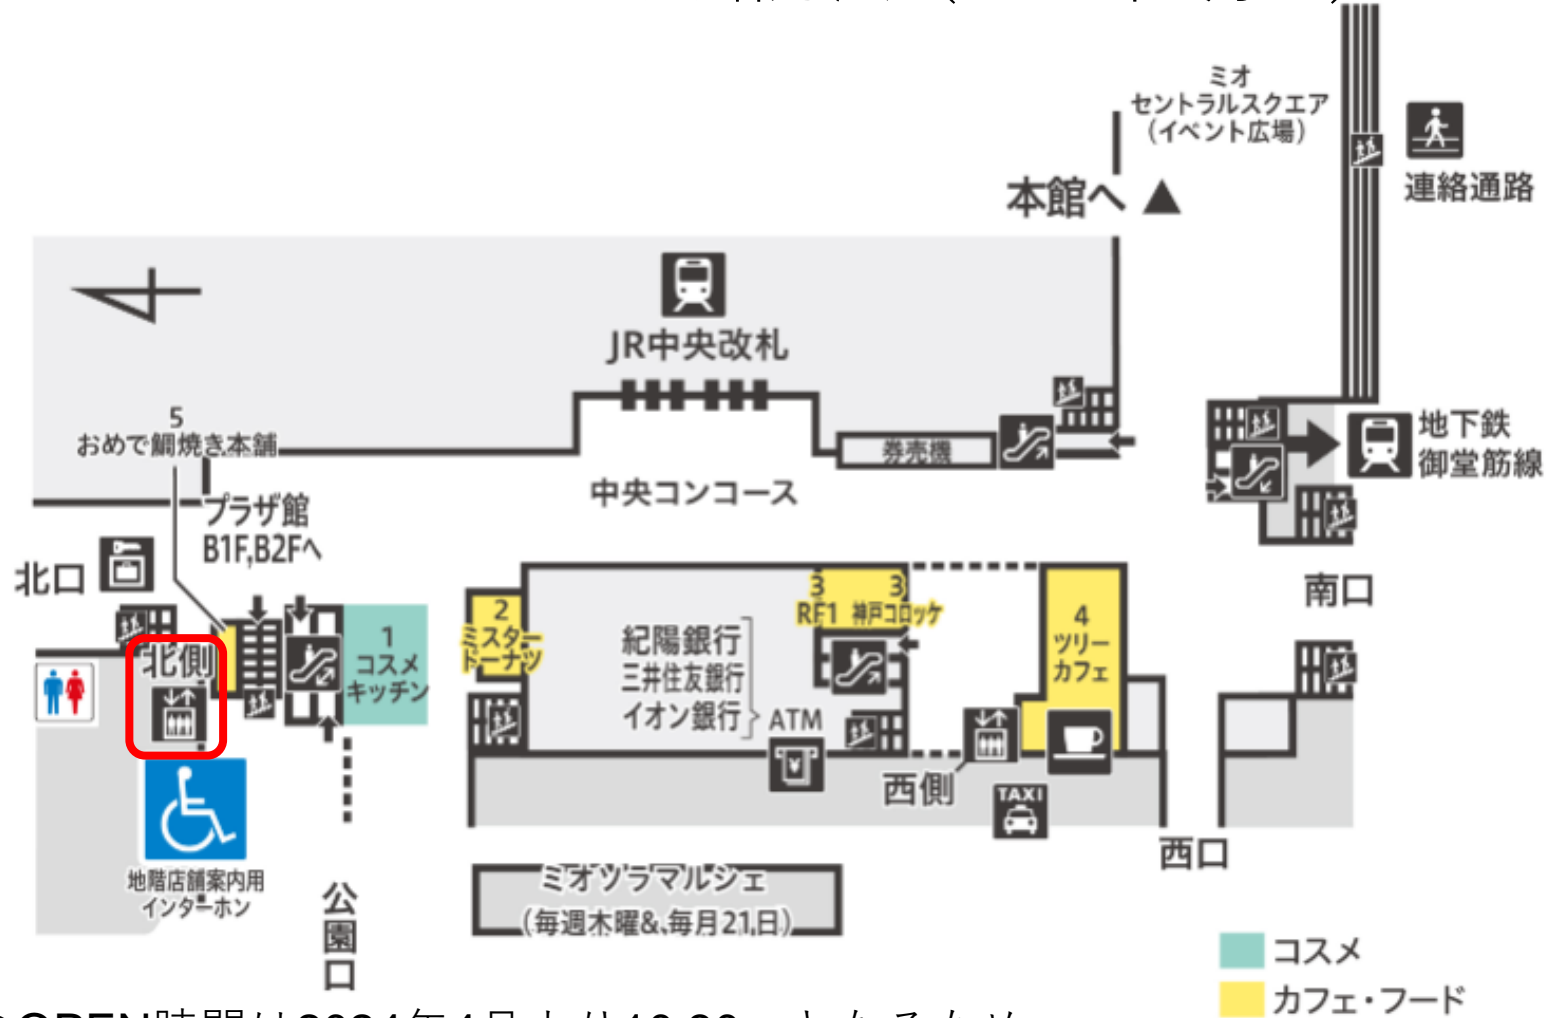 ミオ
セントラルスクエア
(イベント広場)
本館へ ▲
連絡通路
JR中央改札
5
おめで鯛焼き本舗
券売機
地下鉄
御堂筋線
中央コンコース
プラザ館
B1F,B2Fへ
北口
南口
北側
1
コスメ
キッチン
2
ミスター
ドーナツ
3
RF1
3
神戸コロッケ
4
ツリー
カフェ
紀陽銀行
三井住友銀行
イオン銀行
ATM
西側
TAXI
西口
地階店舗案内用
インターホン
公園口
ミオソラマルシェ
(毎週木曜&毎月21日)
コスメ
カフェ・フード